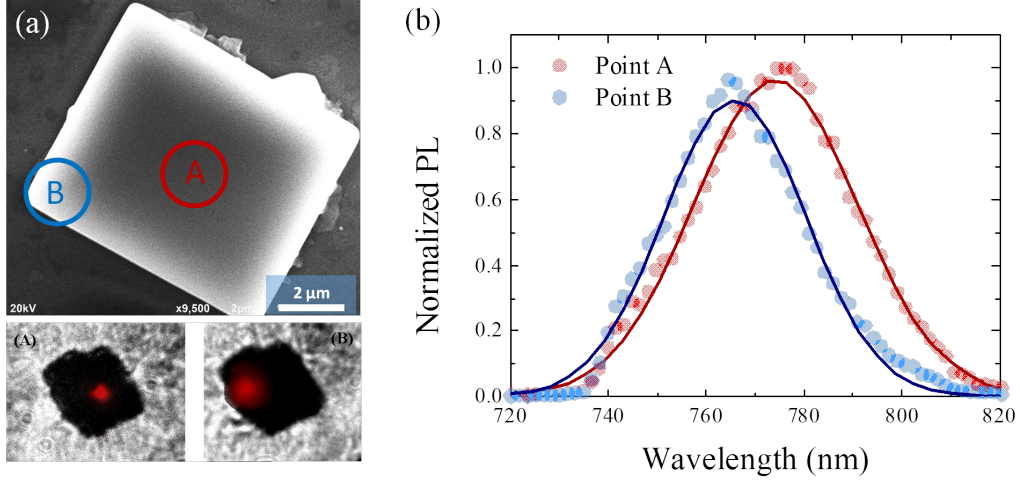 (a)
B
A
2 μm
20kV
x9,500
2μm
(A)
(B)
(b)
Normalized PL
1.0
0.8
0.6
0.4
0.2
0.0
Point A
Point B
720
740
760
780
800
820
Wavelength (nm)